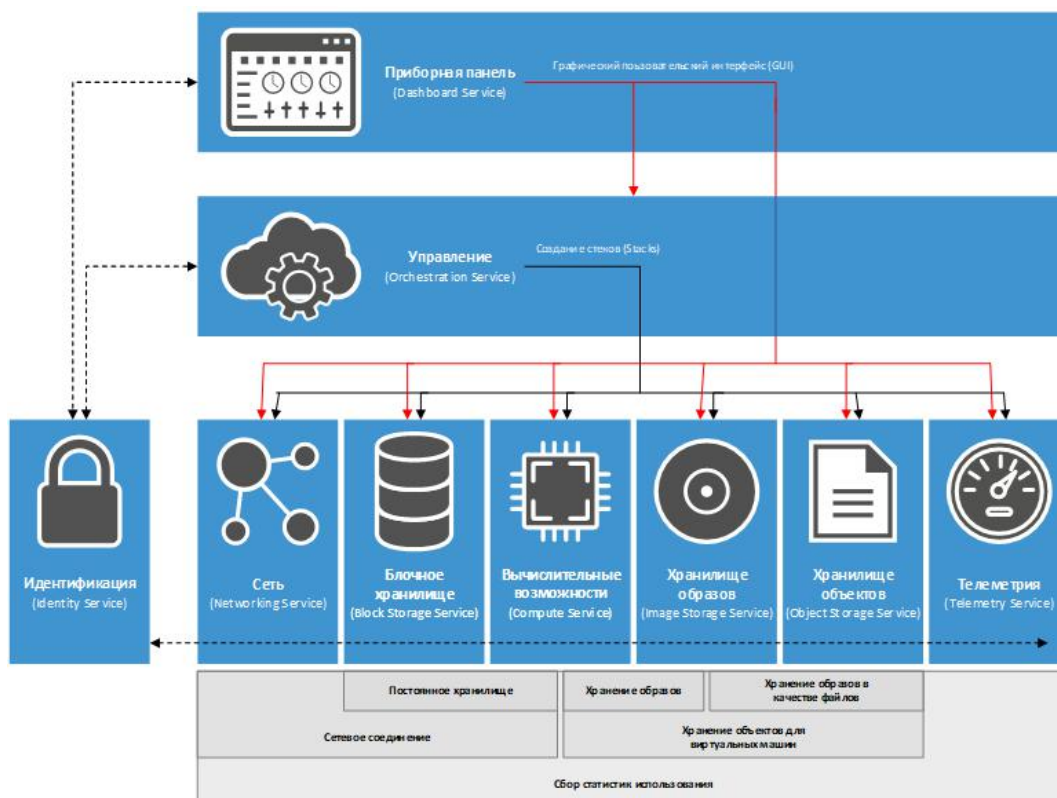 Приборная панель
(Dashboard Service)
Графический пользовательский интерфейс (GUI)
Управление
(Orchestration Service)
Создание стеков (Stacks)
Идентификация
(Identity Service)
Сеть
(Networking Service)
Блочное
хранилище
(Block Storage Service)
Вычислительные
возможности
(Compute Service)
Хранилище
образов
(Image Storage Service)
Хранилище
объектов
(Object Storage Service)
Телеметрия
(Telemetry Service)
Постоянное хранилище
Хранение образов
Хранение образов в
качестве файлов
Сетевое соединение
Хранение объектов для
виртуальных машин
Сбор статистик использования